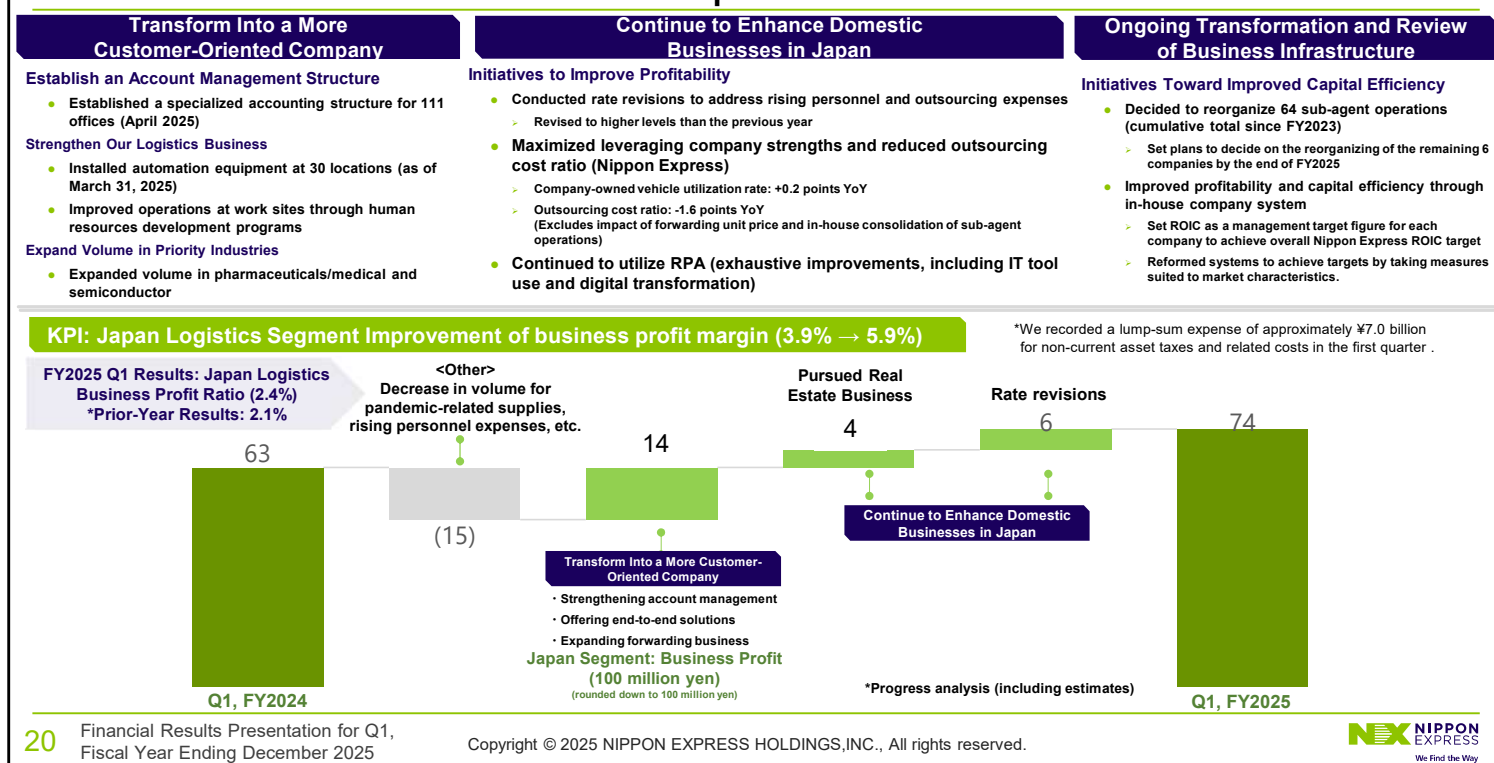 Transform Into a More
Customer-Oriented Company
Establish an Account Management Structure
● Established a specialized accounting structure for 111
offices (April 2025)
Strengthen Our Logistics Business
● Installed automation equipment at 30 locations (as of
March 31, 2025)
● Improved operations at work sites through human
resources development programs
Expand Volume in Priority Industries
● Expanded volume in pharmaceuticals/medical and
semiconductor
Continue to Enhance Domestic
Businesses in Japan
Initiatives to Improve Profitability
● Conducted rate revisions to address rising personnel and outsourcing expenses
➢ Revised to higher levels than the previous year
● Maximized leveraging company strengths and reduced outsourcing
cost ratio (Nippon Express)
➢ Company-owned vehicle utilization rate: +0.2 points YoY
➢ Outsourcing cost ratio: -1.6 points YoY
(Excludes impact of forwarding unit price and in-house consolidation of sub-agent
operations)
● Continued to utilize RPA (exhaustive improvements, including IT tool
use and digital transformation)
Ongoing Transformation and Review
of Business Infrastructure
Initiatives Toward Improved Capital Efficiency
● Decided to reorganize 64 sub-agent operations
(cumulative total since FY2023)
➢ Set plans to decide on the reorganizing of the remaining 6
companies by the end of FY2025
● Improved profitability and capital efficiency through
in-house company system
➢ Set ROIC as a management target figure for each
company to achieve overall Nippon Express ROIC target
➢ Reformed systems to achieve targets by taking measures
suited to market characteristics.
KPI: Japan Logistics Segment Improvement of business profit margin (3.9% → 5.9%)
*We recorded a lump-sum expense of approximately ¥7.0 billion
for non-current asset taxes and related costs in the first quarter .
FY2025 Q1 Results: Japan Logistics
Business Profit Ratio (2.4%)
*Prior-Year Results: 2.1%
<Other>
Decrease in volume for
pandemic-related supplies,
rising personnel expenses, etc.
Pursued Real
Estate Business
Rate revisions
63
(15)
14
4
6
74
Continue to Enhance Domestic
Businesses in Japan
Transform Into a More Customer-
Oriented Company
・Strengthening account management
・Offering end-to-end solutions
・Expanding forwarding business
Japan Segment: Business Profit
(100 million yen)
(rounded down to 100 million yen)
*Progress analysis (including estimates)
Q1, FY2024
Q1, FY2025
20
Financial Results Presentation for Q1,
Fiscal Year Ending December 2025
Copyright © 2025 NIPPON EXPRESS HOLDINGS,INC., All rights reserved.
NX NIPPON
EXPRESS
We Find the Way